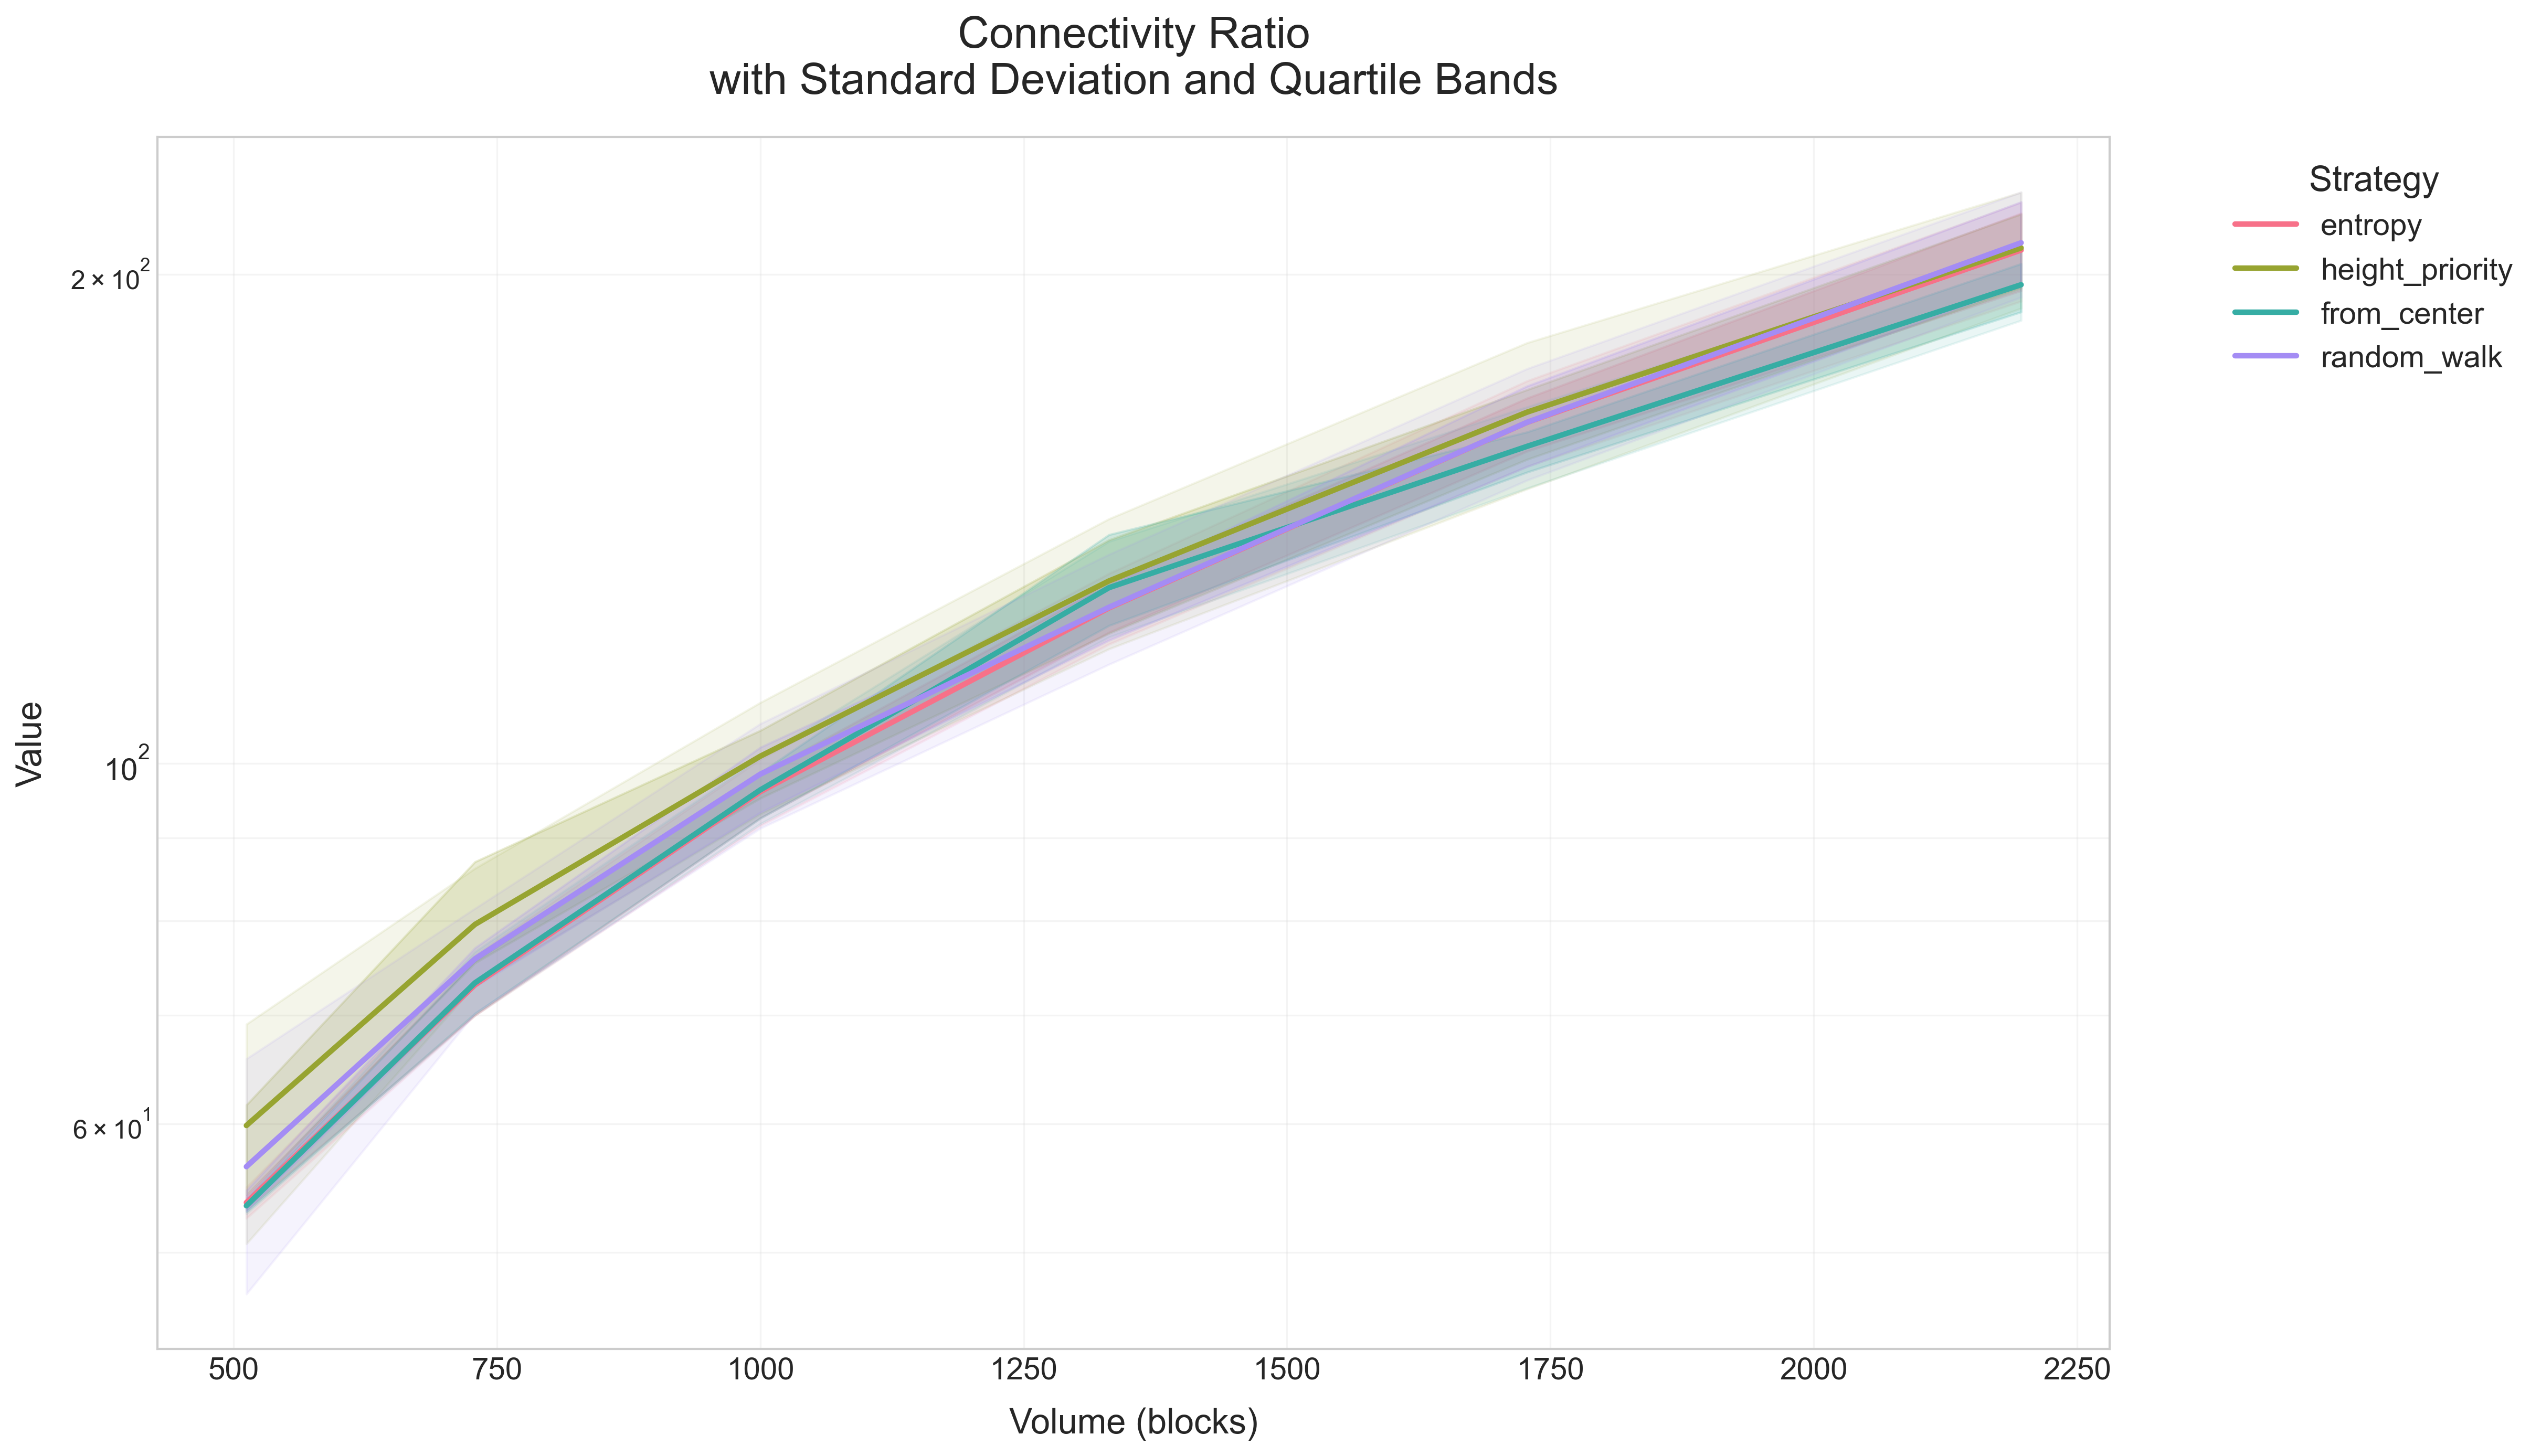 Connectivity Ratio
with Standard Deviation and Quartile Bands
Value
2 × 10²
10²
6 × 10¹
500 750 1000 1250 1500 1750 2000 2250
Volume (blocks)
Strategy
entropy
height_priority
from_center
random_walk